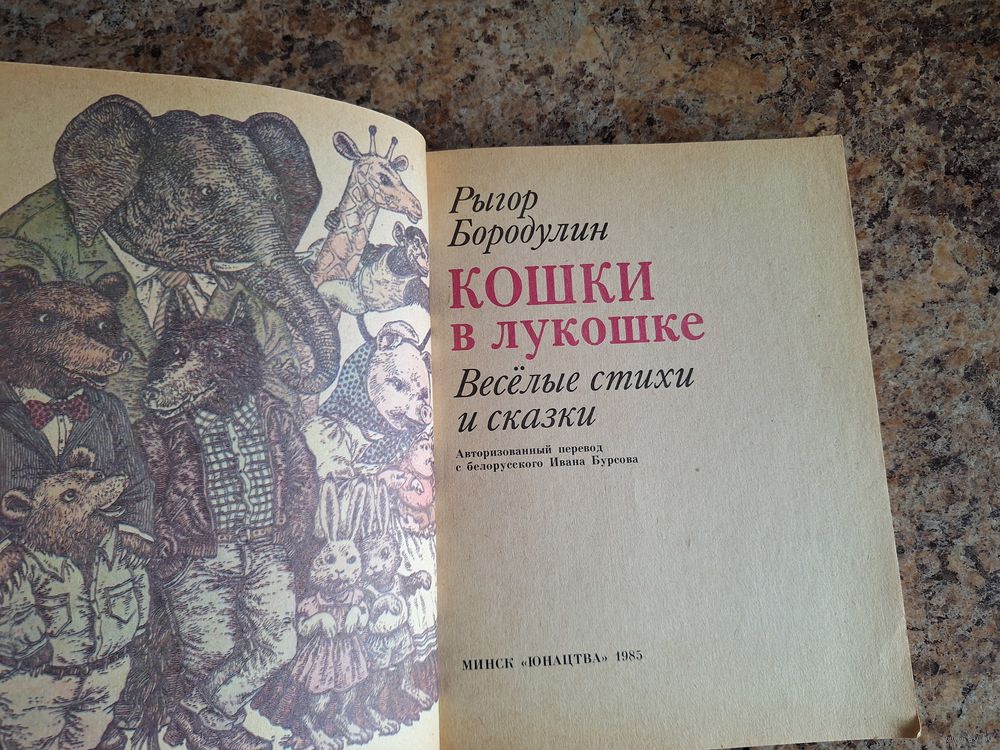 Рыгор
Бородулин
КОШКИ
в лукошке
Весёлые стихи
и сказки
Авторизованный перевод
с белорусского Ивана Бурсова
МИНСК «ЮНАЦТВА» 1985